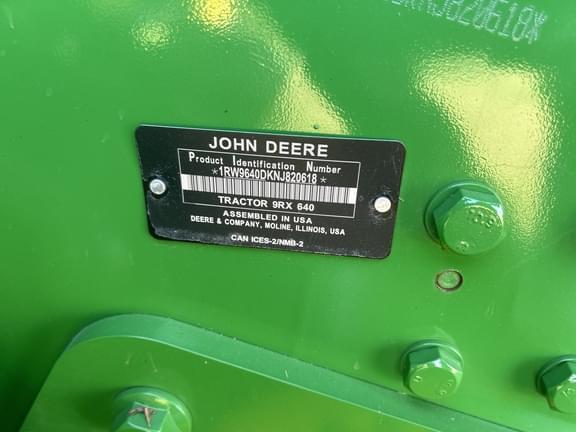 JOHN DEERE
Product Identification Number
*1RW9640DKNJ820618*
TRACTOR 9RX 640
ASSEMBLED IN USA
DEERE & COMPANY, MOLINE, ILLINOIS, USA
CAN ICES-2/NMB-2